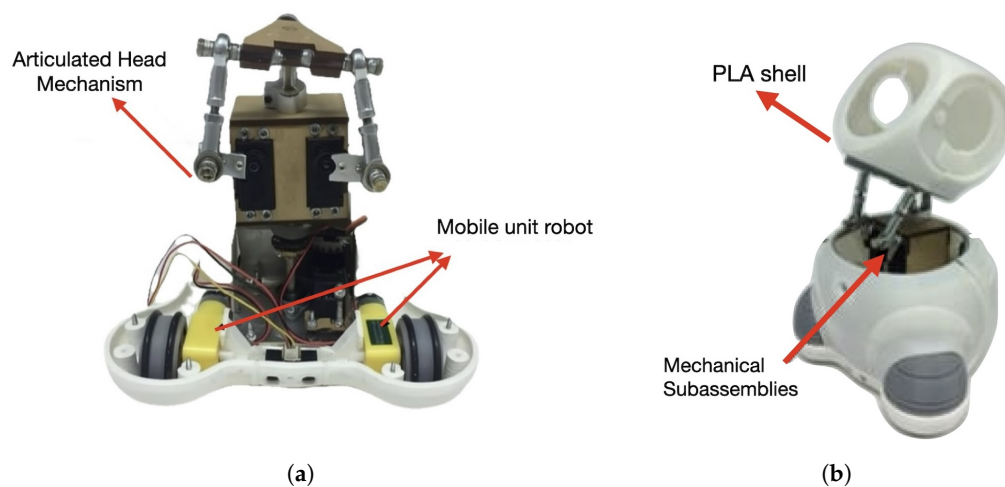 Articulated Head
Mechanism
Mobile unit robot
(a)
PLA shell
Mechanical
Subassemblies
(b)